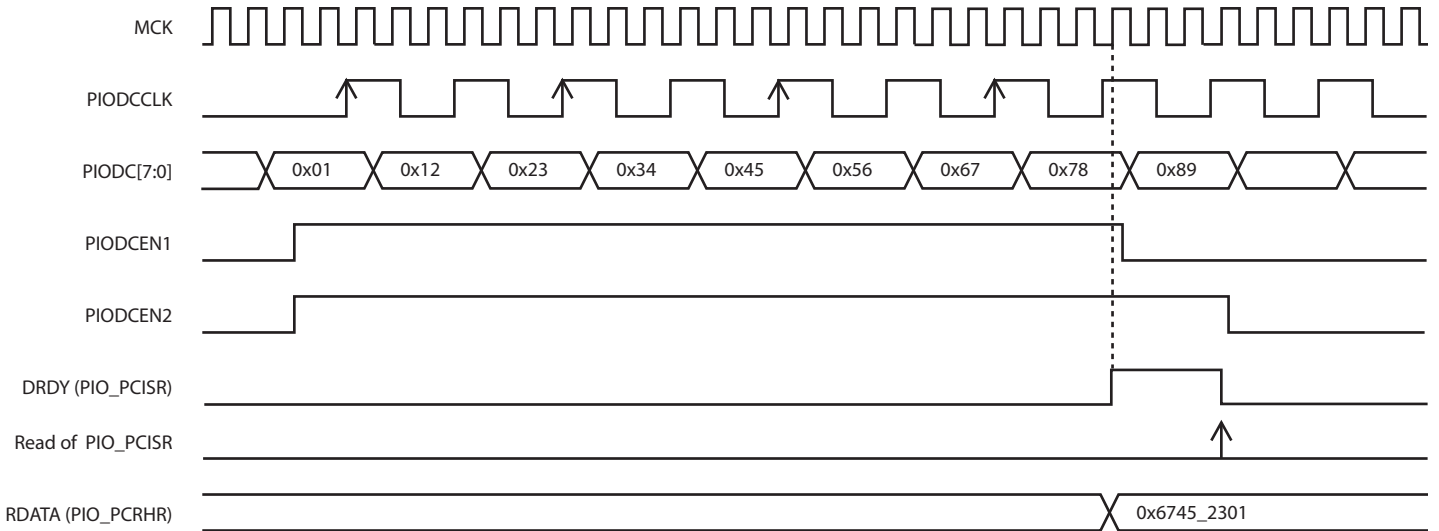 MCK
PIODCCLK
PIODC[7:0] 0x01 0x12 0x23 0x34 0x45 0x56 0x67 0x78 0x89
PIODCEN1
PIODCEN2
DRDY (PIO_PCISR)
Read of PIO_PCISR
RDATA (PIO_PCRHR) 0x6745_2301